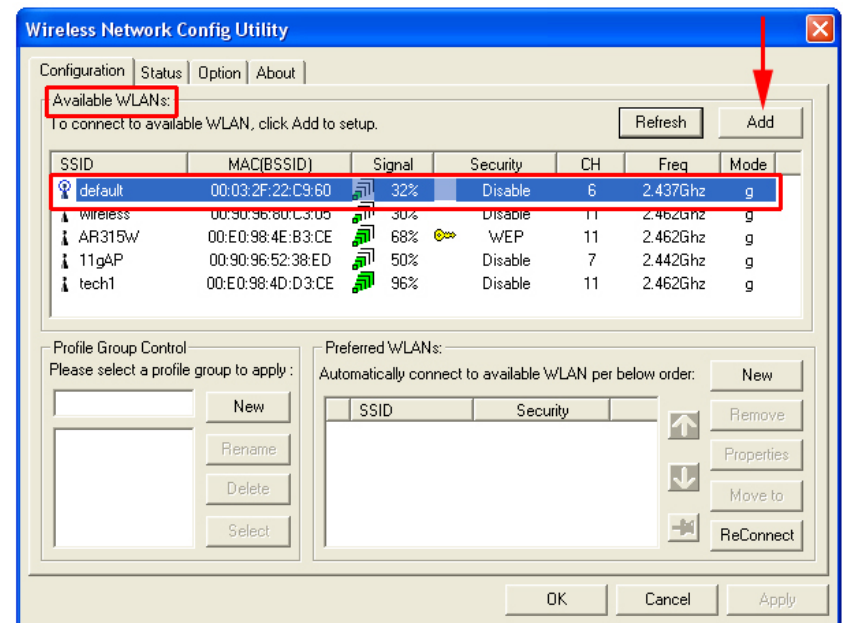 Wireless Network Config Utility
Configuration Status Option About
Available WLANs:
To connect to available WLAN, click Add to setup.
Refresh Add
SSID MAC(BSSID) Signal Security CH Freq Mode
default 00:03:2F:22:C9:60 32% Disable 6 2.437Ghz g
wireless 00:90:96:80:C3:05 30% Disable 11 2.462Ghz g
AR315W 00:E0:98:4E:B3:CE 68% WEP 11 2.462Ghz g
11gAP 00:90:96:52:38:ED 50% Disable 7 2.442Ghz g
tech1 00:E0:98:4D:D3:CE 96% Disable 11 2.462Ghz g
Profile Group Control
Please select a profile group to apply :
New
Rename
Delete
Select
Preferred WLANs:
Automatically connect to available WLAN per below order:
SSID Security
New
Remove
Properties
Move to
ReConnect
OK Cancel Apply